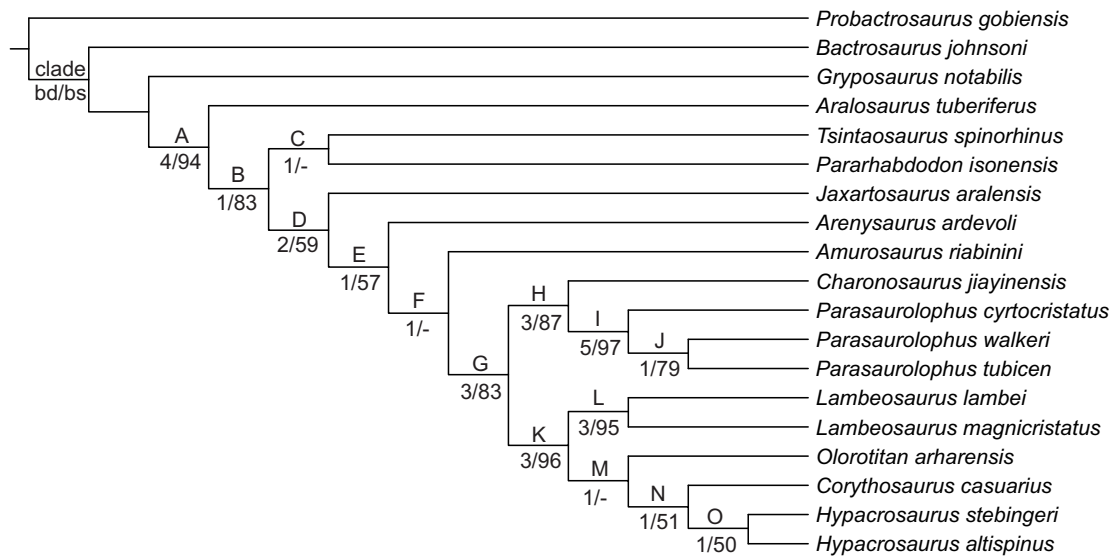 Probactrosaurus gobiensis
Bactrosaurus johnsoni
clade
bd/bs
Gryposaurus notabilis
Aralosaurus tuberiferus
A
4/94
Tsintaosaurus spinorhinus
C
1/-
Pararhabdodon isonensis
B
1/83
Jaxartosaurus aralensis
D
2/59
Arenysaurus ardevoli
E
1/57
Amurosaurus riabinini
F
1/-
Charonosaurus jiayinensis
H
3/87
Parasaurolophus cyrtocristatus
I
5/97
Parasaurolophus walkeri
J
1/79
Parasaurolophus tubicen
G
3/83
Lambeosaurus lambei
L
3/95
Lambeosaurus magnicristatus
K
3/96
Olorotitan arharensis
M
1/-
Corythosaurus casuarius
N
1/51
Hypacrosaurus stebingeri
O
1/50
Hypacrosaurus altispinus